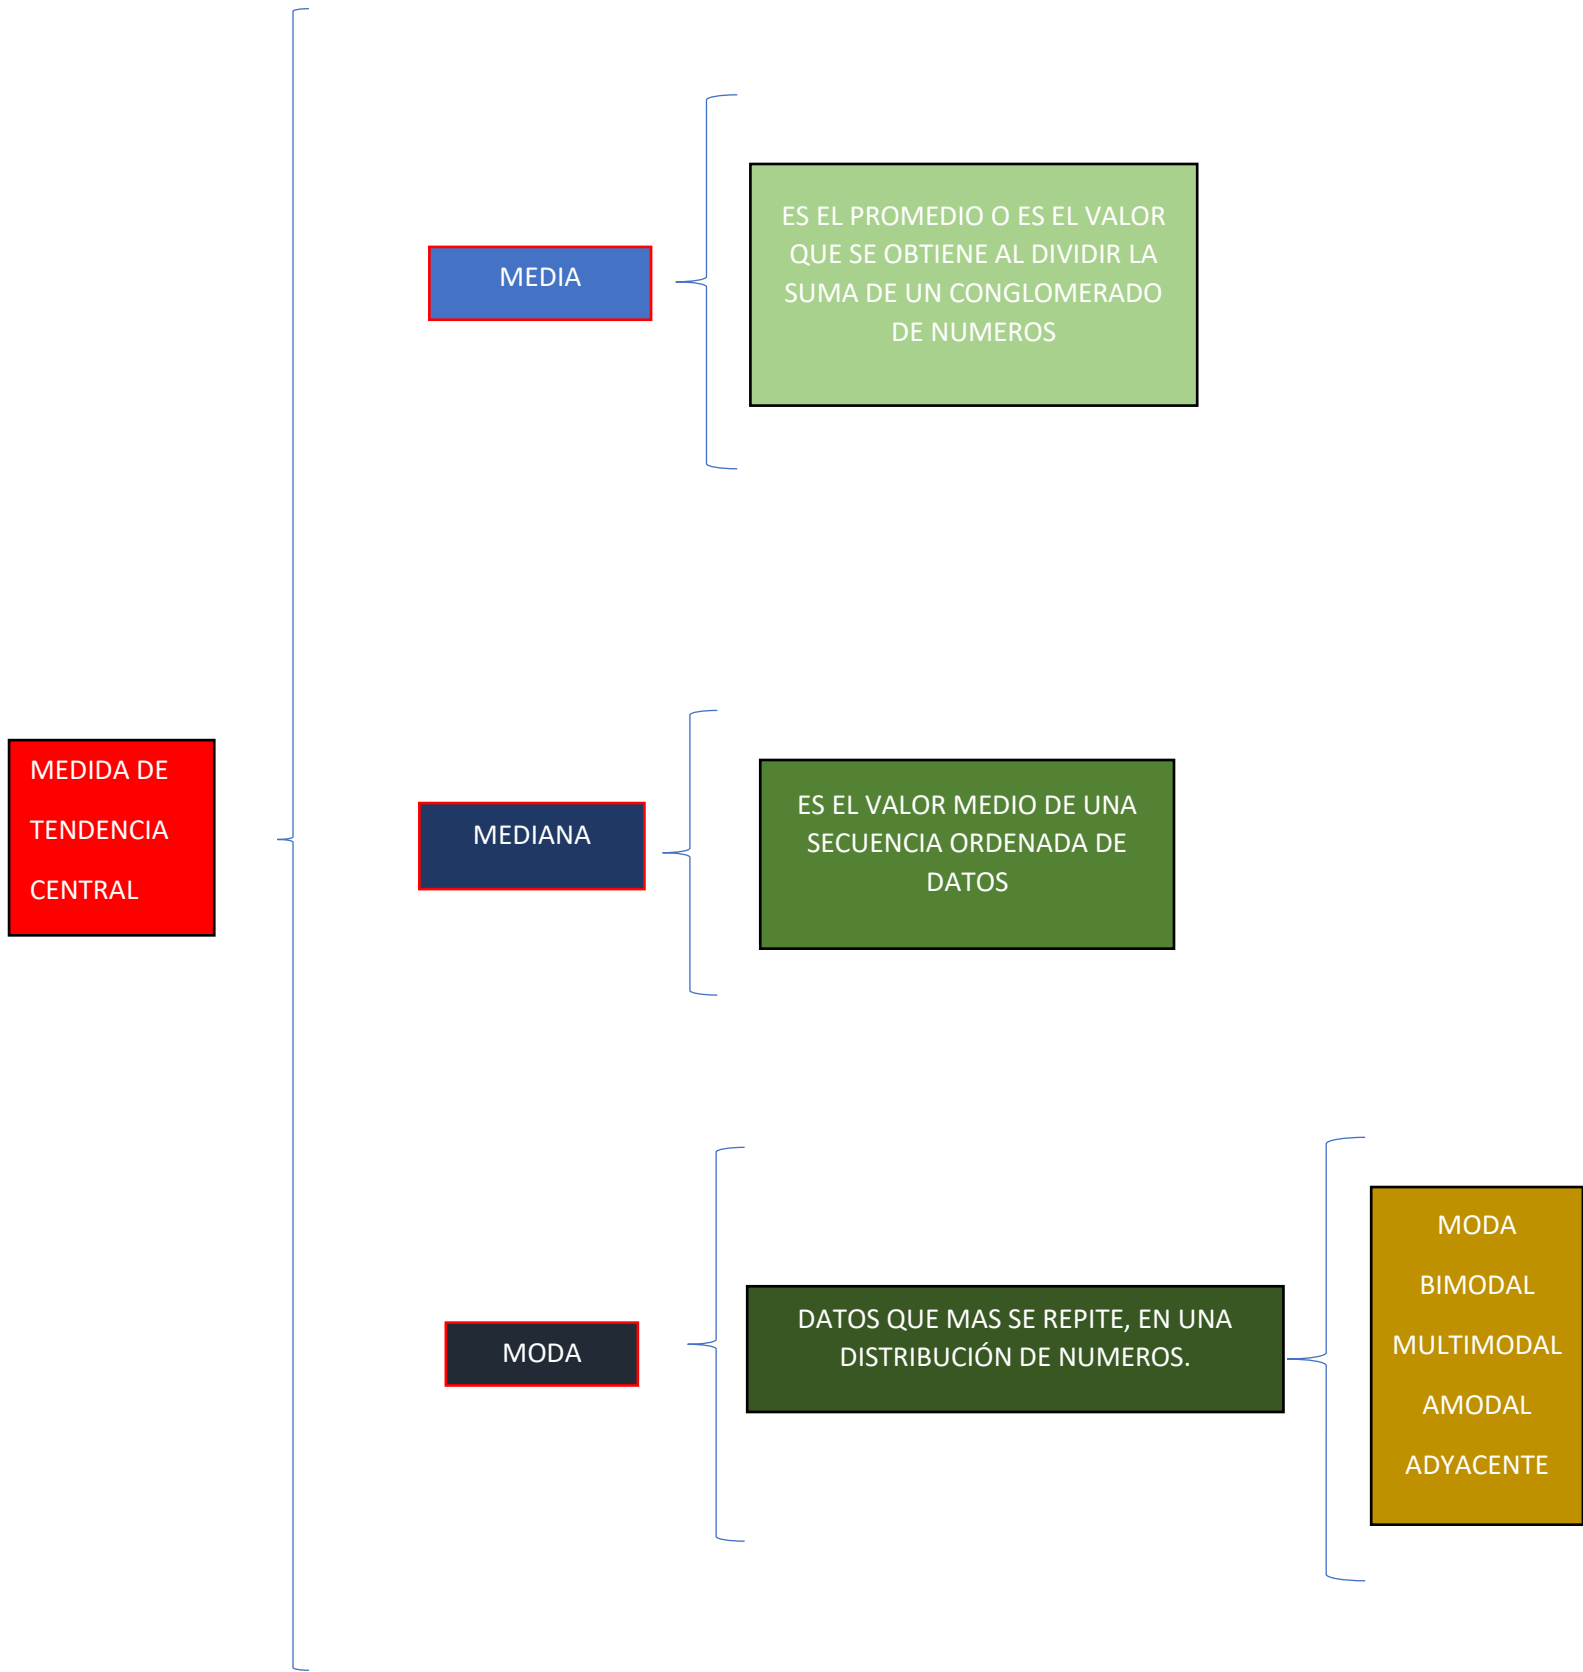 MEDIDA DE
TENDENCIA
CENTRAL
MEDIA
ES EL PROMEDIO O ES EL VALOR
QUE SE OBTIENE AL DIVIDIR LA
SUMA DE UN CONGLOMERADO
DE NUMEROS
MEDIANA
ES EL VALOR MEDIO DE UNA
SECUENCIA ORDENADA DE
DATOS
MODA
DATOS QUE MAS SE REPITE, EN UNA
DISTRIBUCIÓN DE NUMEROS.
MODA
BIMODAL
MULTIMODAL
AMODAL
ADYACENTE